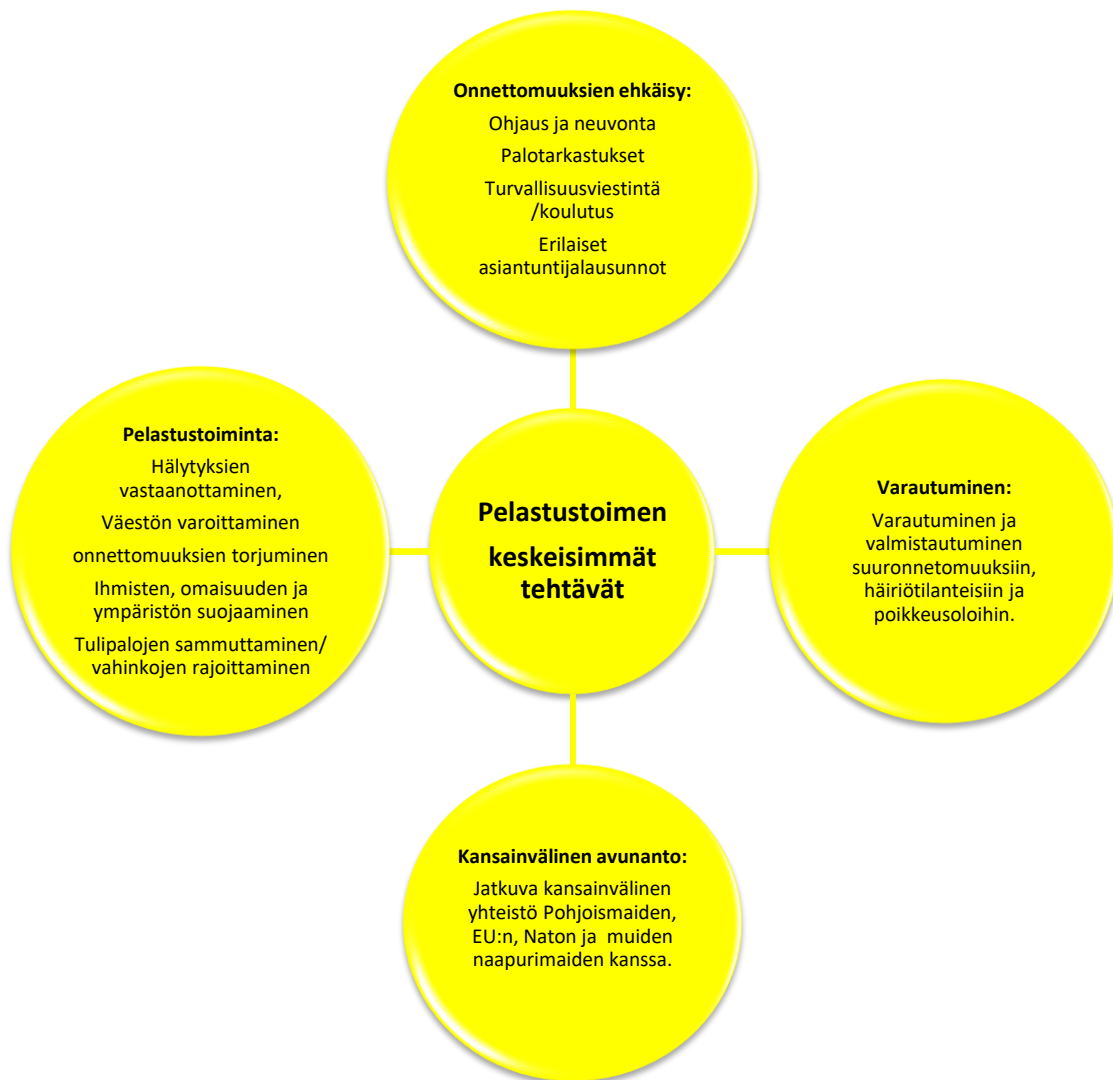 Onnettomuuksien ehkäisy:
Ohjaus ja neuvonta
Palotarkastukset
Turvallisuusviestintä
/koulutus
Erilaiset
asiantuntijalausunnot
Pelastustoiminta:
Hälytyksien
vastaanottaminen,
Väestön varoittaminen
onnettomuuksien torjuminen
Ihmisten, omaisuuden ja
ympäristön suojaaminen
Tulipalojen sammuttaminen/
vahinkojen rajoittaminen
Pelastustoimen
keskeisimmät
tehtävät
Varautuminen:
Varautuminen ja
valmistautuminen
suuronnetomuuksiin,
häiriötilanteisiin ja
poikkeusoloihin.
Kansainvälinen avunanto:
Jatkuva kansainvälinen
yhteistö Pohjoismaiden,
EU:n, Naton ja  muiden
naapurimaiden kanssa.